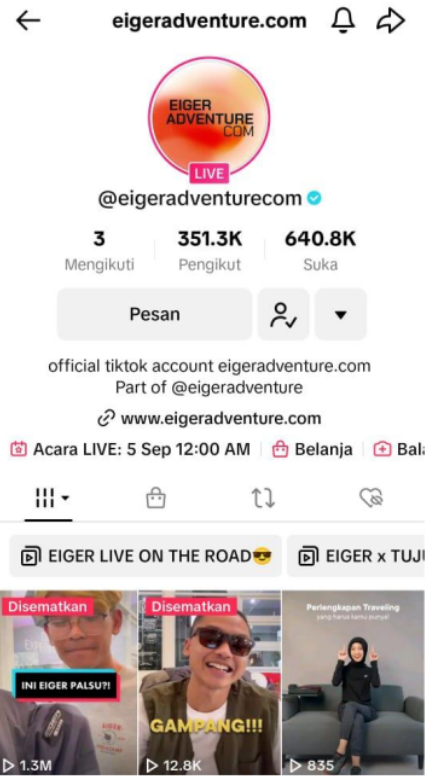 eigeradventure.com
EIGER
ADVENTURE
COM
LIVE
@eigeradventurecom
3 351.3K 640.8K
Mengikuti Pengikut Suka
Pesan
official tiktok account eigeradventure.com
Part of @eigeradventure
www.eigeradventure.com
Acara LIVE: 5 Sep 12:00 AM Belanja
EIGER LIVE ON THE ROAD😎 EIGER x
Disematkan Disematkan Perlengkapan Traveling
yang harus kamu punya!
INI EIGER PALSU?!
GAMPANG!!!
1.3M 12.8K 835